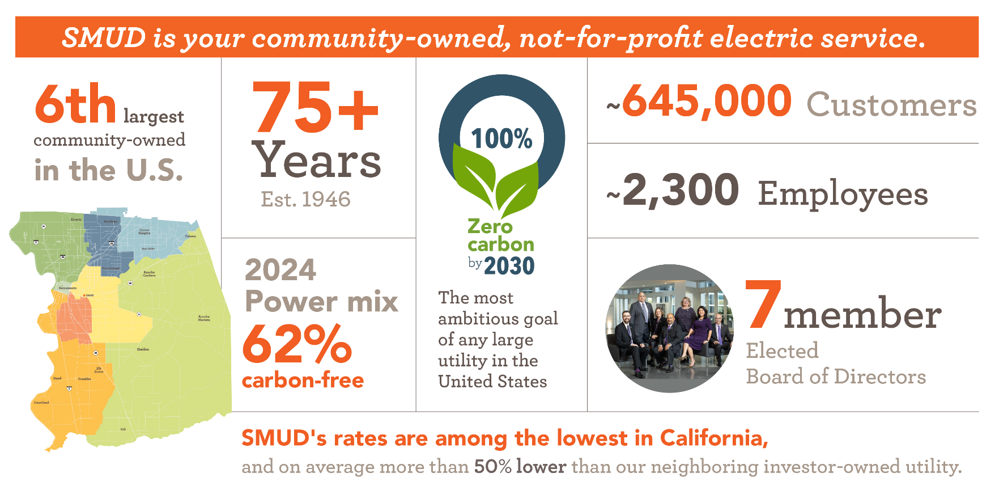 SMUD is your community-owned, not-for-profit electric service.
6th largest
community-owned
in the U.S.
75+
Years
Est. 1946
2024
Power mix
62%
carbon-free
100%
Zero
carbon
by 2030
The most
ambitious goal
of any large
utility in the
United States
~645,000 Customers
~2,300 Employees
7 member
Elected
Board of Directors
Elverta
Antelope
Citrus
Heights
Folsom
Fair Oaks
Carmichael
Rancho
Cordova
Sacramento
SMUD
Rancho
Murieta
Sheldon
Elk
Grove
Hood
Franklin
Courtland
Galt
SMUD's rates are among the lowest in California,
and on average more than 50% lower than our neighboring investor-owned utility.